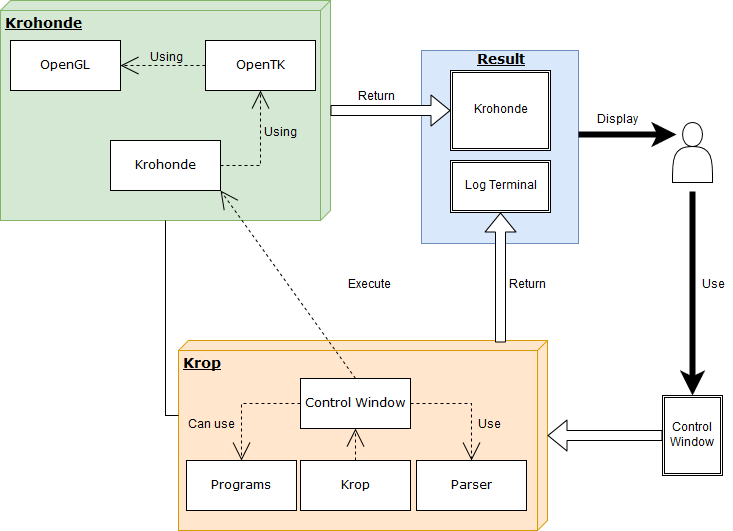 Krohonde
OpenGL
Using
OpenTK
Using
Krohonde
Return
Result
Krohonde
Log Terminal
Display
Execute
Return
Use
Krop
Control Window
Can use
Use
Programs
Krop
Parser
Control
Window